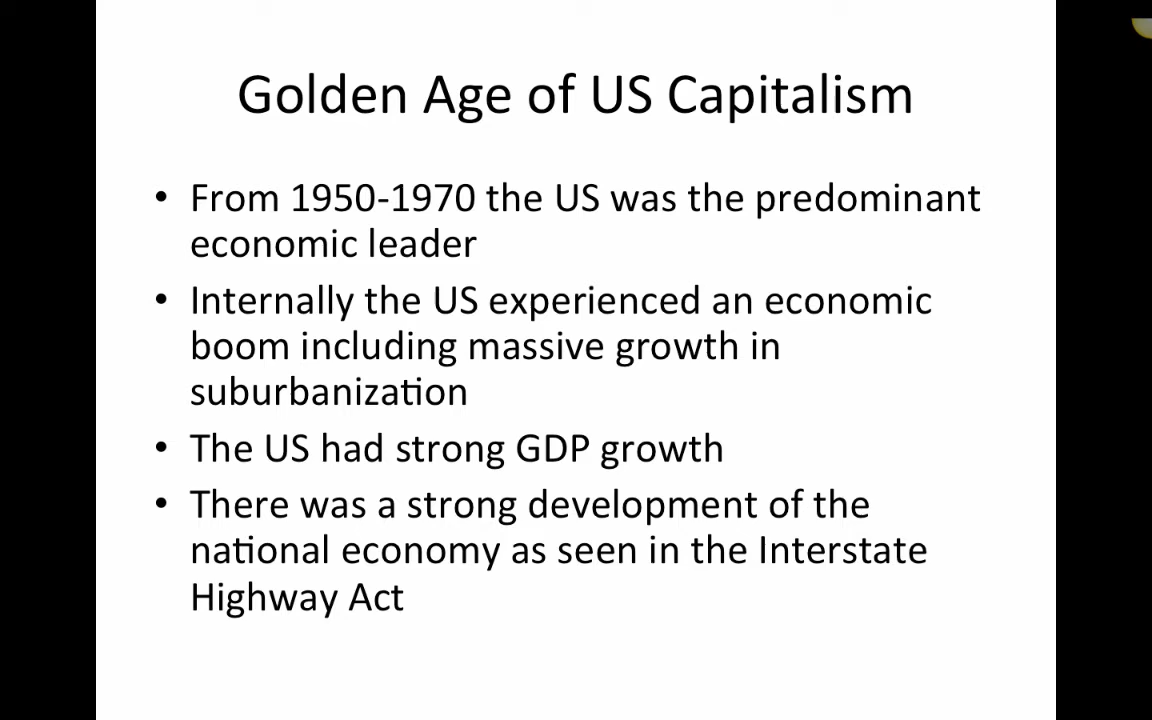 Golden Age of US Capitalism
• From 1950-1970 the US was the predominant
economic leader
• Internally the US experienced an economic
boom including massive growth in
suburbanization
• The US had strong GDP growth
• There was a strong development of the
national economy as seen in the Interstate
Highway Act